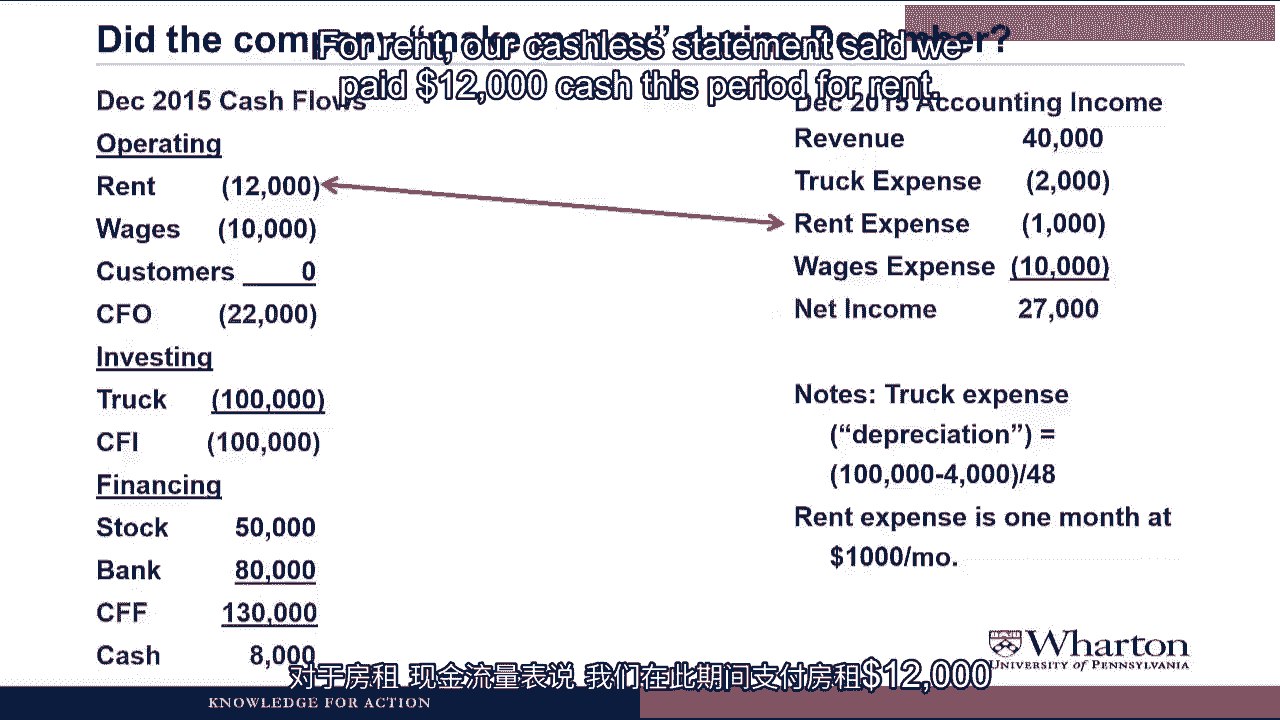 Did the company “make money” during December?
For rent, our cashless statement said we
paid $12,000 cash this period for rent.
Dec 2015 Cash Flows
Operating
Rent (12,000)
Wages (10,000)
Customers 0
CFO (22,000)
Investing
Truck (100,000)
CFI (100,000)
Financing
Stock 50,000
Bank 80,000
CFF 130,000
Cash 8,000
Dec 2015 Accounting Income
Revenue 40,000
Truck Expense (2,000)
Rent Expense (1,000)
Wages Expense (10,000)
Net Income 27,000
Notes: Truck expense
(“depreciation”) =
(100,000-4,000)/48
Rent expense is one month at
$1000/mo.
Wharton
UNIVERSITY of PENNSYLVANIA
对于房租 现金流量表说 我们在此期间支付房租$12,000
KNOWLEDGE FOR ACTION